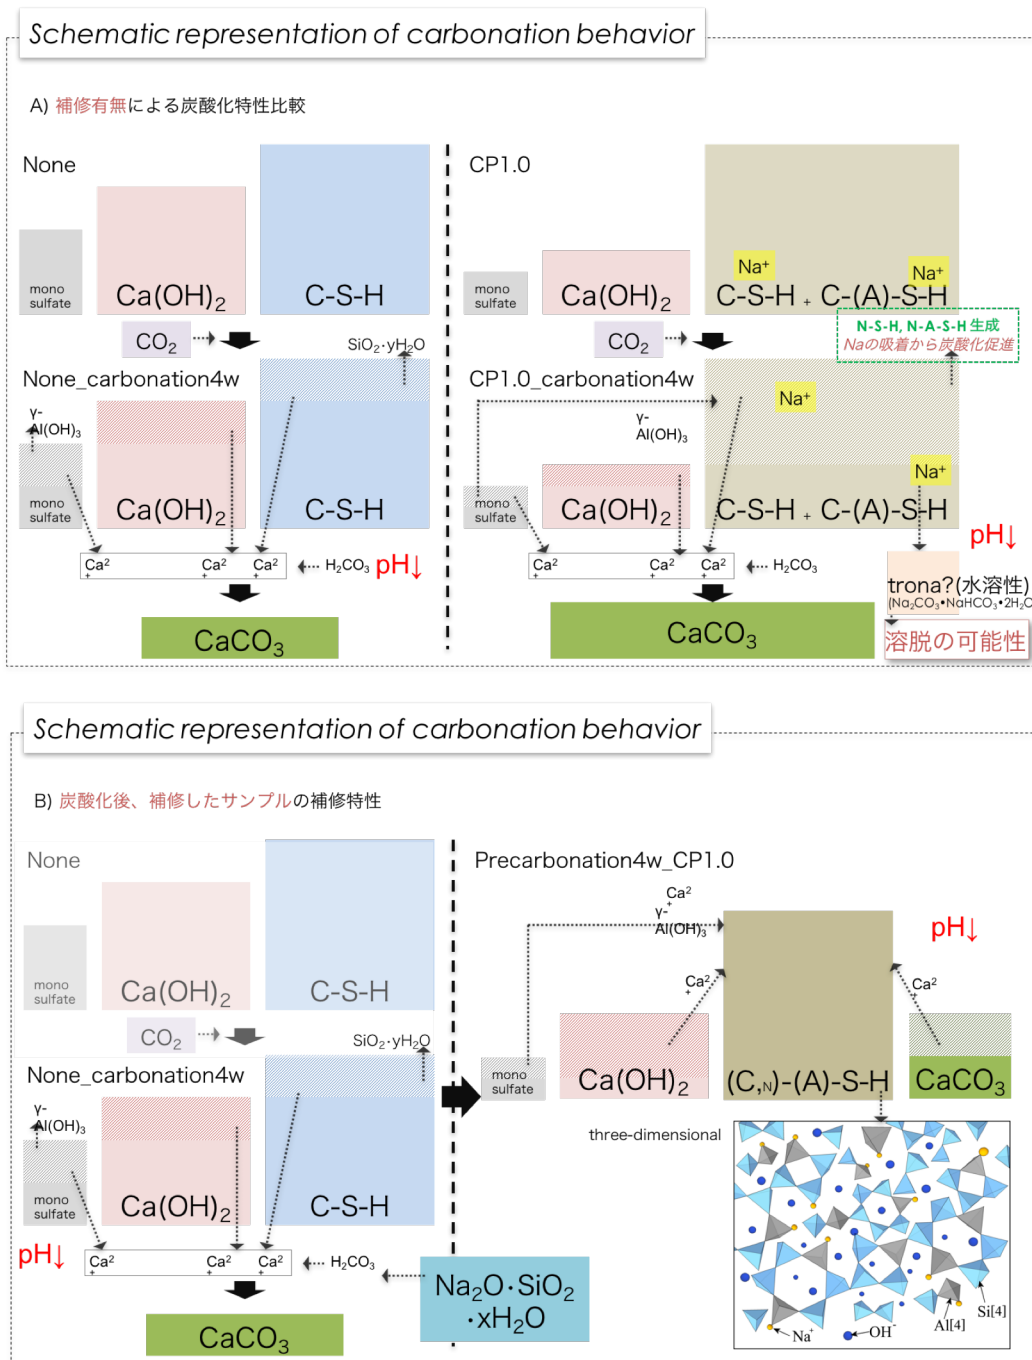 Schematic representation of carbonation behavior
A) 補修有無による炭酸化特性比較
None
mono
sulfate
Ca(OH)2
C-S-H
CO2
SiO2·yH2O
None_carbonation4w
γ-
Al(OH)3
mono
sulfate
Ca(OH)2
C-S-H
Ca2
+
Ca2
+
Ca2
+
H2CO3
pH↓
CaCO3
CP1.0
mono
sulfate
Ca(OH)2
Na+
Na+
C-S-H + C-(A)-S-H
CO2
N-S-H, N-A-S-H 生成
Naの吸着から炭酸化促進
CP1.0_carbonation4w
Na+
γ-
Al(OH)3
Na+
mono
sulfate
Ca(OH)2
C-S-H + C-(A)-S-H
Ca2
+
Ca2
+
Ca2
+
H2CO3
pH↓
trona?(水溶性)
(Na2CO3•NaHCO3•2H2O
溶脱の可能性
CaCO3
Schematic representation of carbonation behavior
B) 炭酸化後、補修したサンプルの補修特性
None
mono
sulfate
Ca(OH)2
C-S-H
CO2
SiO2·yH2O
None_carbonation4w
γ-
Al(OH)3
mono
sulfate
Ca(OH)2
C-S-H
pH↓
Ca2
+
Ca2
+
Ca2
+
H2CO3
CaCO3
Na2O·SiO2
·xH2O
Precarbonation4w_CP1.0
Ca2
+
γ-
Al(OH)3
pH↓
Ca2
+
Ca2
+
mono
sulfate
Ca(OH)2
(C,N)-(A)-S-H
CaCO3
three-dimensional
Si[4]
Al[4]
Na+
OH-